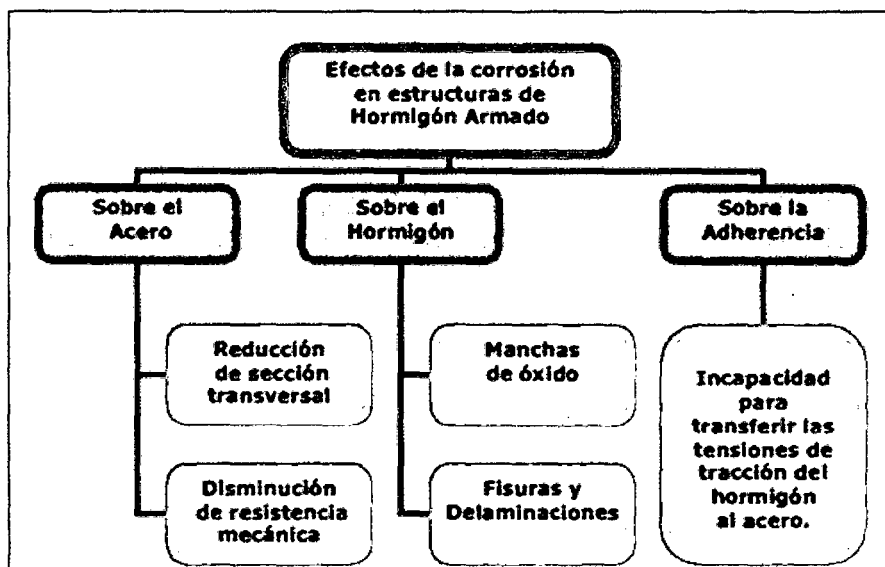 Efectos de la corrosión
en estructuras de
Hormigón Armado
Sobre el
Acero
Sobre el
Hormigón
Sobre la
Adherencia
Reducción
de sección
transversal
Manchas
de óxido
Incapacidad
para
transferir las
tensiones de
tracción del
hormigón
al acero.
Disminución
de resistencia
mecánica
Fisuras y
Delaminaciones